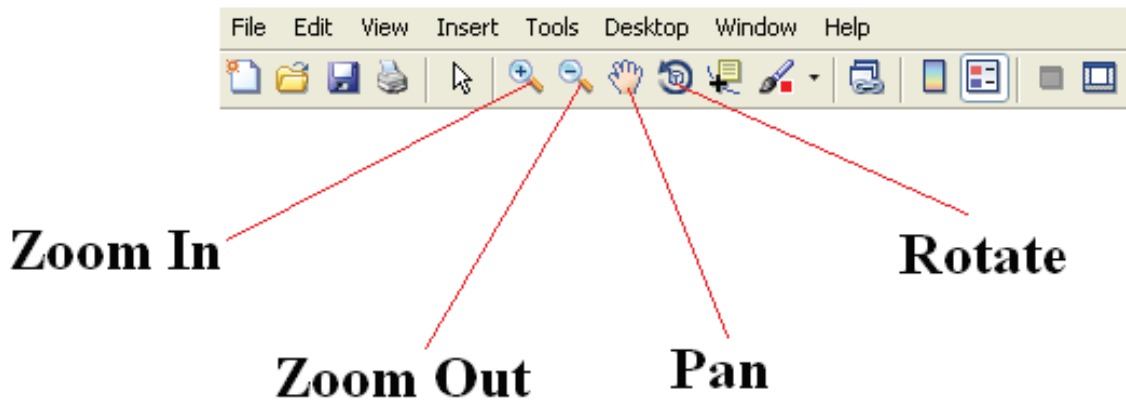 File Edit View Insert Tools Desktop Window Help
Zoom In
Rotate
Zoom Out
Pan